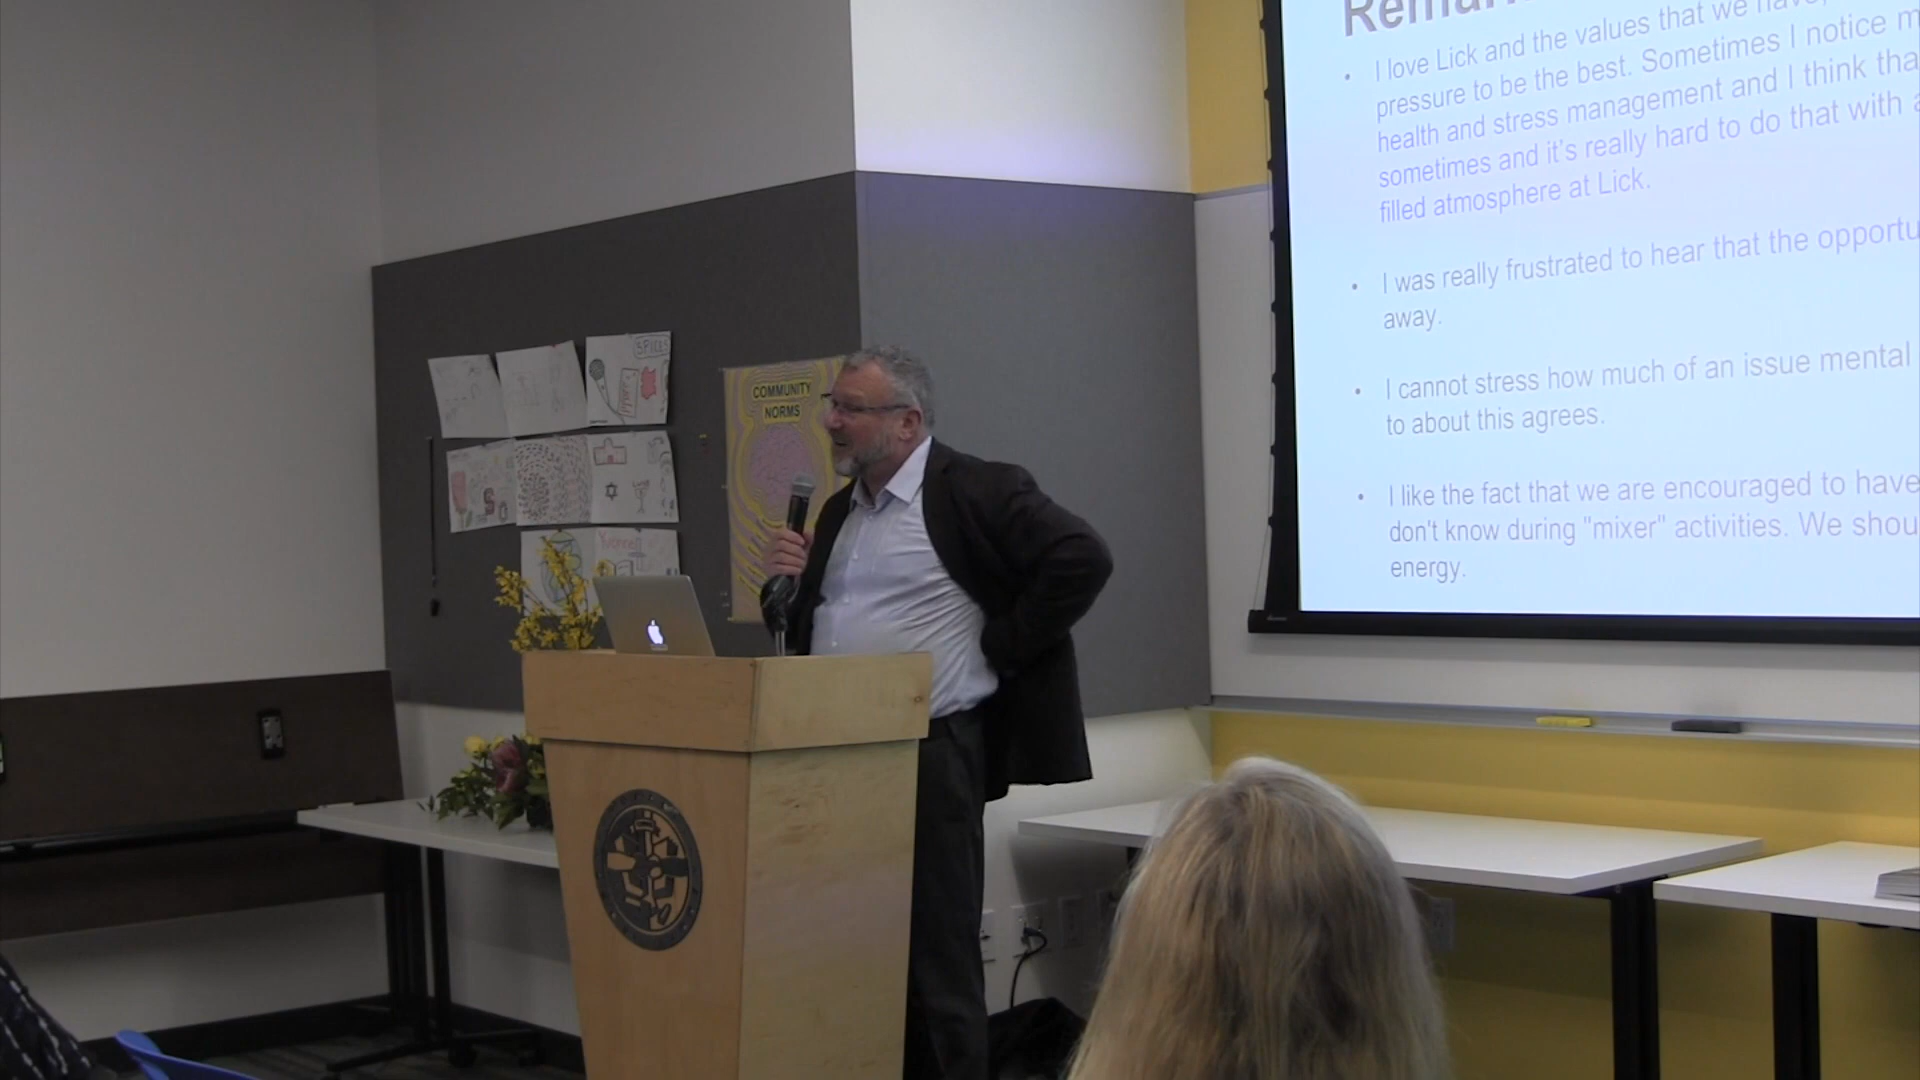 I love Lick and the values that we have,
pressure to be the best. Sometimes I notice
health and stress management and I think
sometimes and it's really hard to do that with
filled atmosphere at Lick.
I was really frustrated to hear that the
away.
I cannot stress how much of an issue mental
to about this agrees.
I like the fact that we are encouraged to have
don't know during "mixer" activities. We
energy.
COMMUNITY
NORMS
SPICES
Yvonne